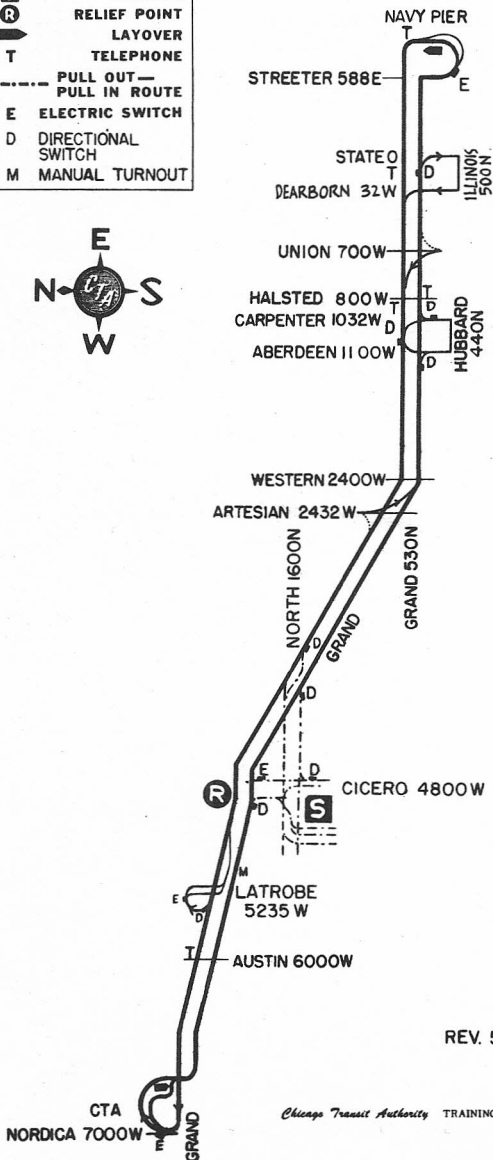 R RELIEF POINT
LAYOVER
T TELEPHONE
PULL OUT—
PULL IN ROUTE
E ELECTRIC SWITCH
D DIRECTIONAL
SWITCH
M MANUAL TURNOUT
NAVY PIER
T
STREETER 588E
E
STATE 0
T
D
DEARBORN 32W
ILLINOIS
500N
E
N CTA S
W
UNION 700W
HALSTED 800W
T
T
D
CARPENTER 1032W
D
ABERDEEN 1100W
D
HUBBARD
440N
WESTERN 2400W
ARTESIAN 2432W
NORTH 1600N
GRAND
GRAND 530N
D
D
R
E
D
CICERO 4800W
D
S
M
LATROBE
5235 W
E
D
T
AUSTIN 6000W
REV.
CTA
NORDICA 7000W
E
GRAND
Chicago Transit Authority TRAINING